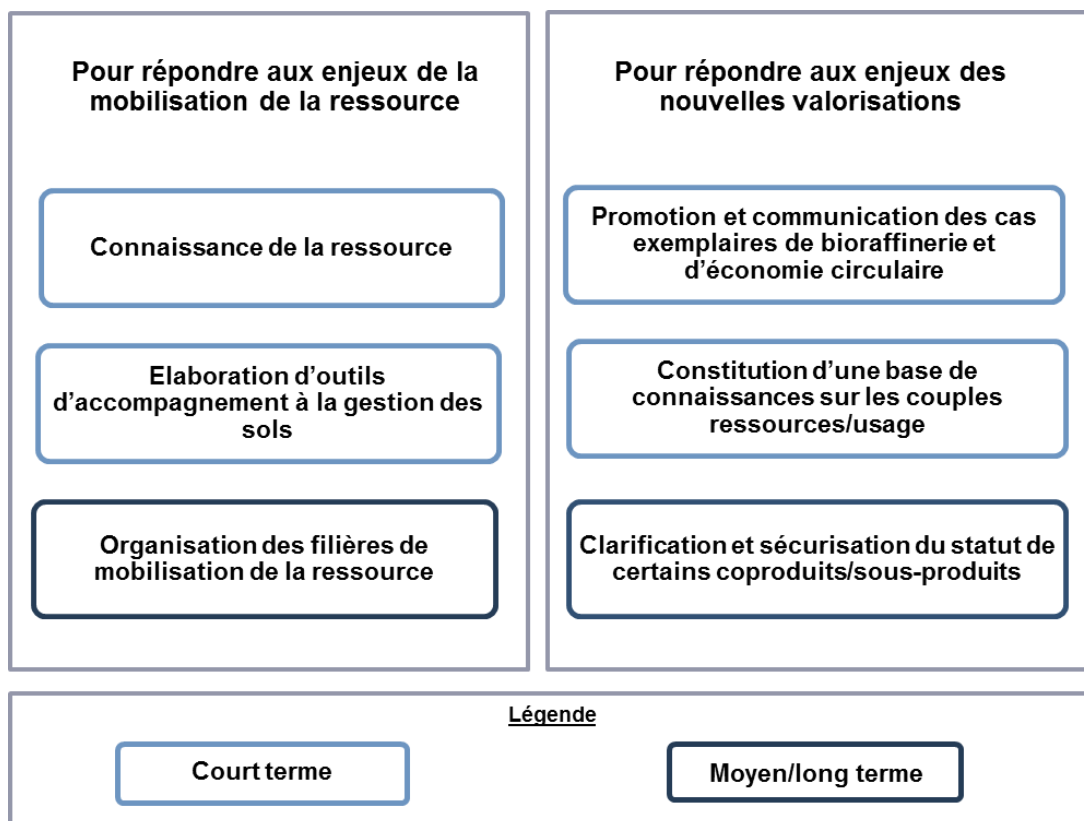 Pour répondre aux enjeux de la
mobilisation de la ressource
Connaissance de la ressource
Elaboration d'outils
d'accompagnement à la gestion des
sols
Organisation des filières de
mobilisation de la ressource
Pour répondre aux enjeux des
nouvelles valorisations
Promotion et communication des cas
exemplaires de bioraffinerie et
d'économie circulaire
Constitution d'une base de
connaissances sur les couples
ressources/usage
Clarification et sécurisation du statut de
certains coproduits/sous-produits
Légende
Court terme
Moyen/long terme